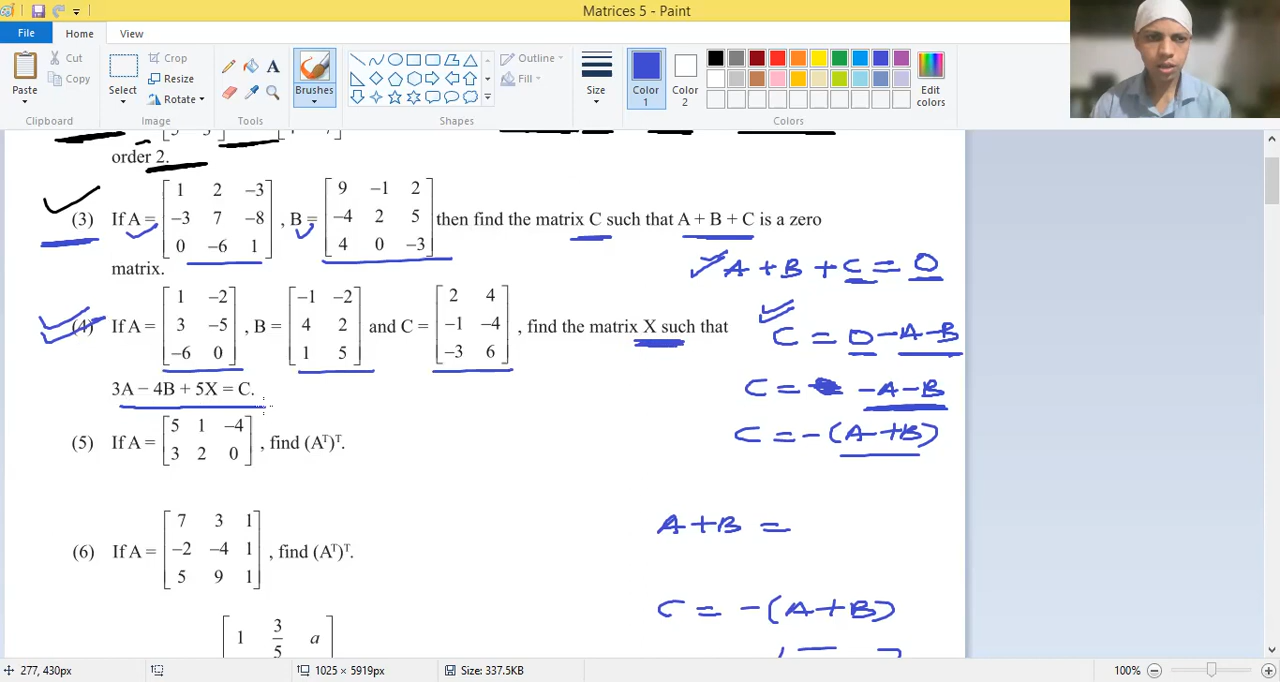 Matrices 5 - Paint
File Home View
Paste Cut Copy Clipboard
Select Crop Resize Rotate Image
Tools
Brushes
Outline Fill Shapes
Size
Color 1 Color 2 Edit colors Colors
order 2.
(3) If A = [1 2 –3; –3 7 –8; 0 –6 1] , B = [9 –1 2; –4 2 5; 4 0 –3] then find the matrix C such that A + B + C is a zero
matrix.
A + B + C = 0
(4) If A = [1 –2; 3 –5; –6 0] , B = [–1 –2; 4 2; 1 5] and C = [2 4; –1 –4; –3 6] , find the matrix X such that
C = 0 – A – B
3A – 4B + 5X = C.
C = – A – B
C = – (A + B)
(5) If A = [5 1 –4; 3 2 0] , find (Aᵀ)ᵀ.
A + B =
(6) If A = [7 3 1; –2 –4 1; 5 9 1] , find (Aᵀ)ᵀ.
C = – (A + B)
1 3/5 a
277, 430px 1025 × 5919px Size: 337.5KB 100%